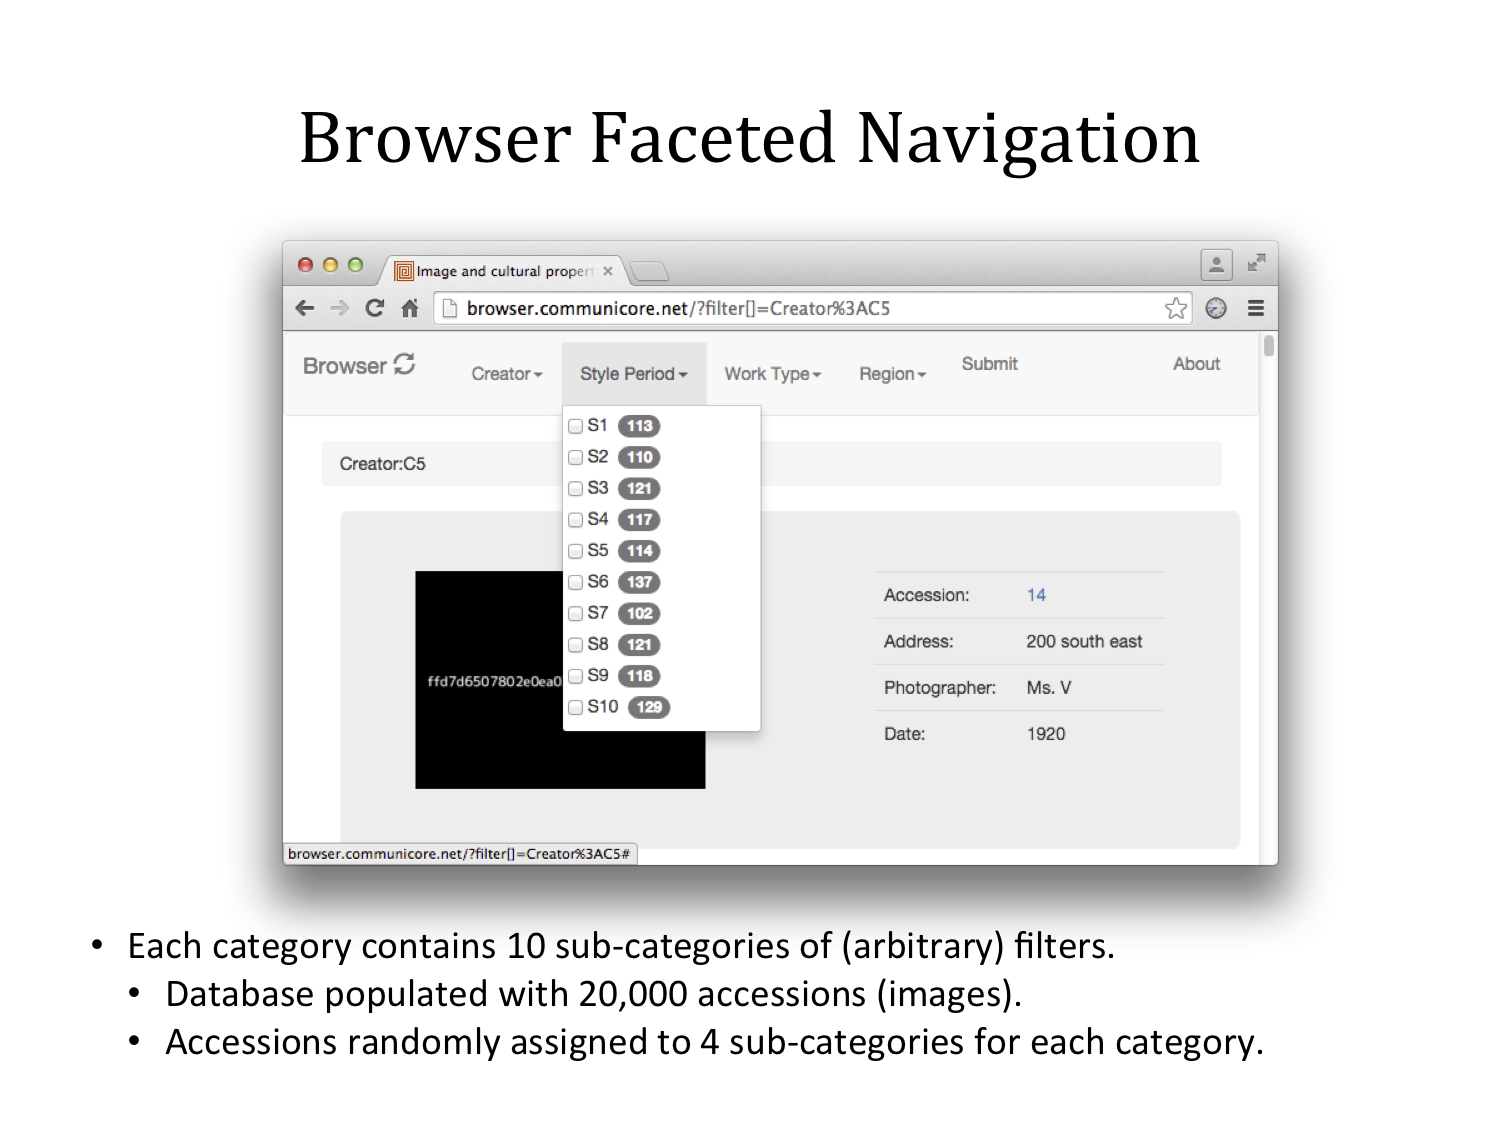 Browser Faceted Navigation
Image and cultural propert
browser.communicore.net/?filter[]=Creator%3AC5
Browser Creator Style Period Work Type Region Submit About
S1 113
S2 110
Creator:C5
S3 121
S4 117
S5 114
S6 137
S7 102
S8 121
S9 118
S10 129
ffd7d6507802e0ea0
Accession: 14
Address: 200 south east
Photographer: Ms. V
Date: 1920
browser.communicore.net/?filter[]=Creator%3AC5#
• Each category contains 10 sub-categories of (arbitrary) filters.
• Database populated with 20,000 accessions (images).
• Accessions randomly assigned to 4 sub-categories for each category.